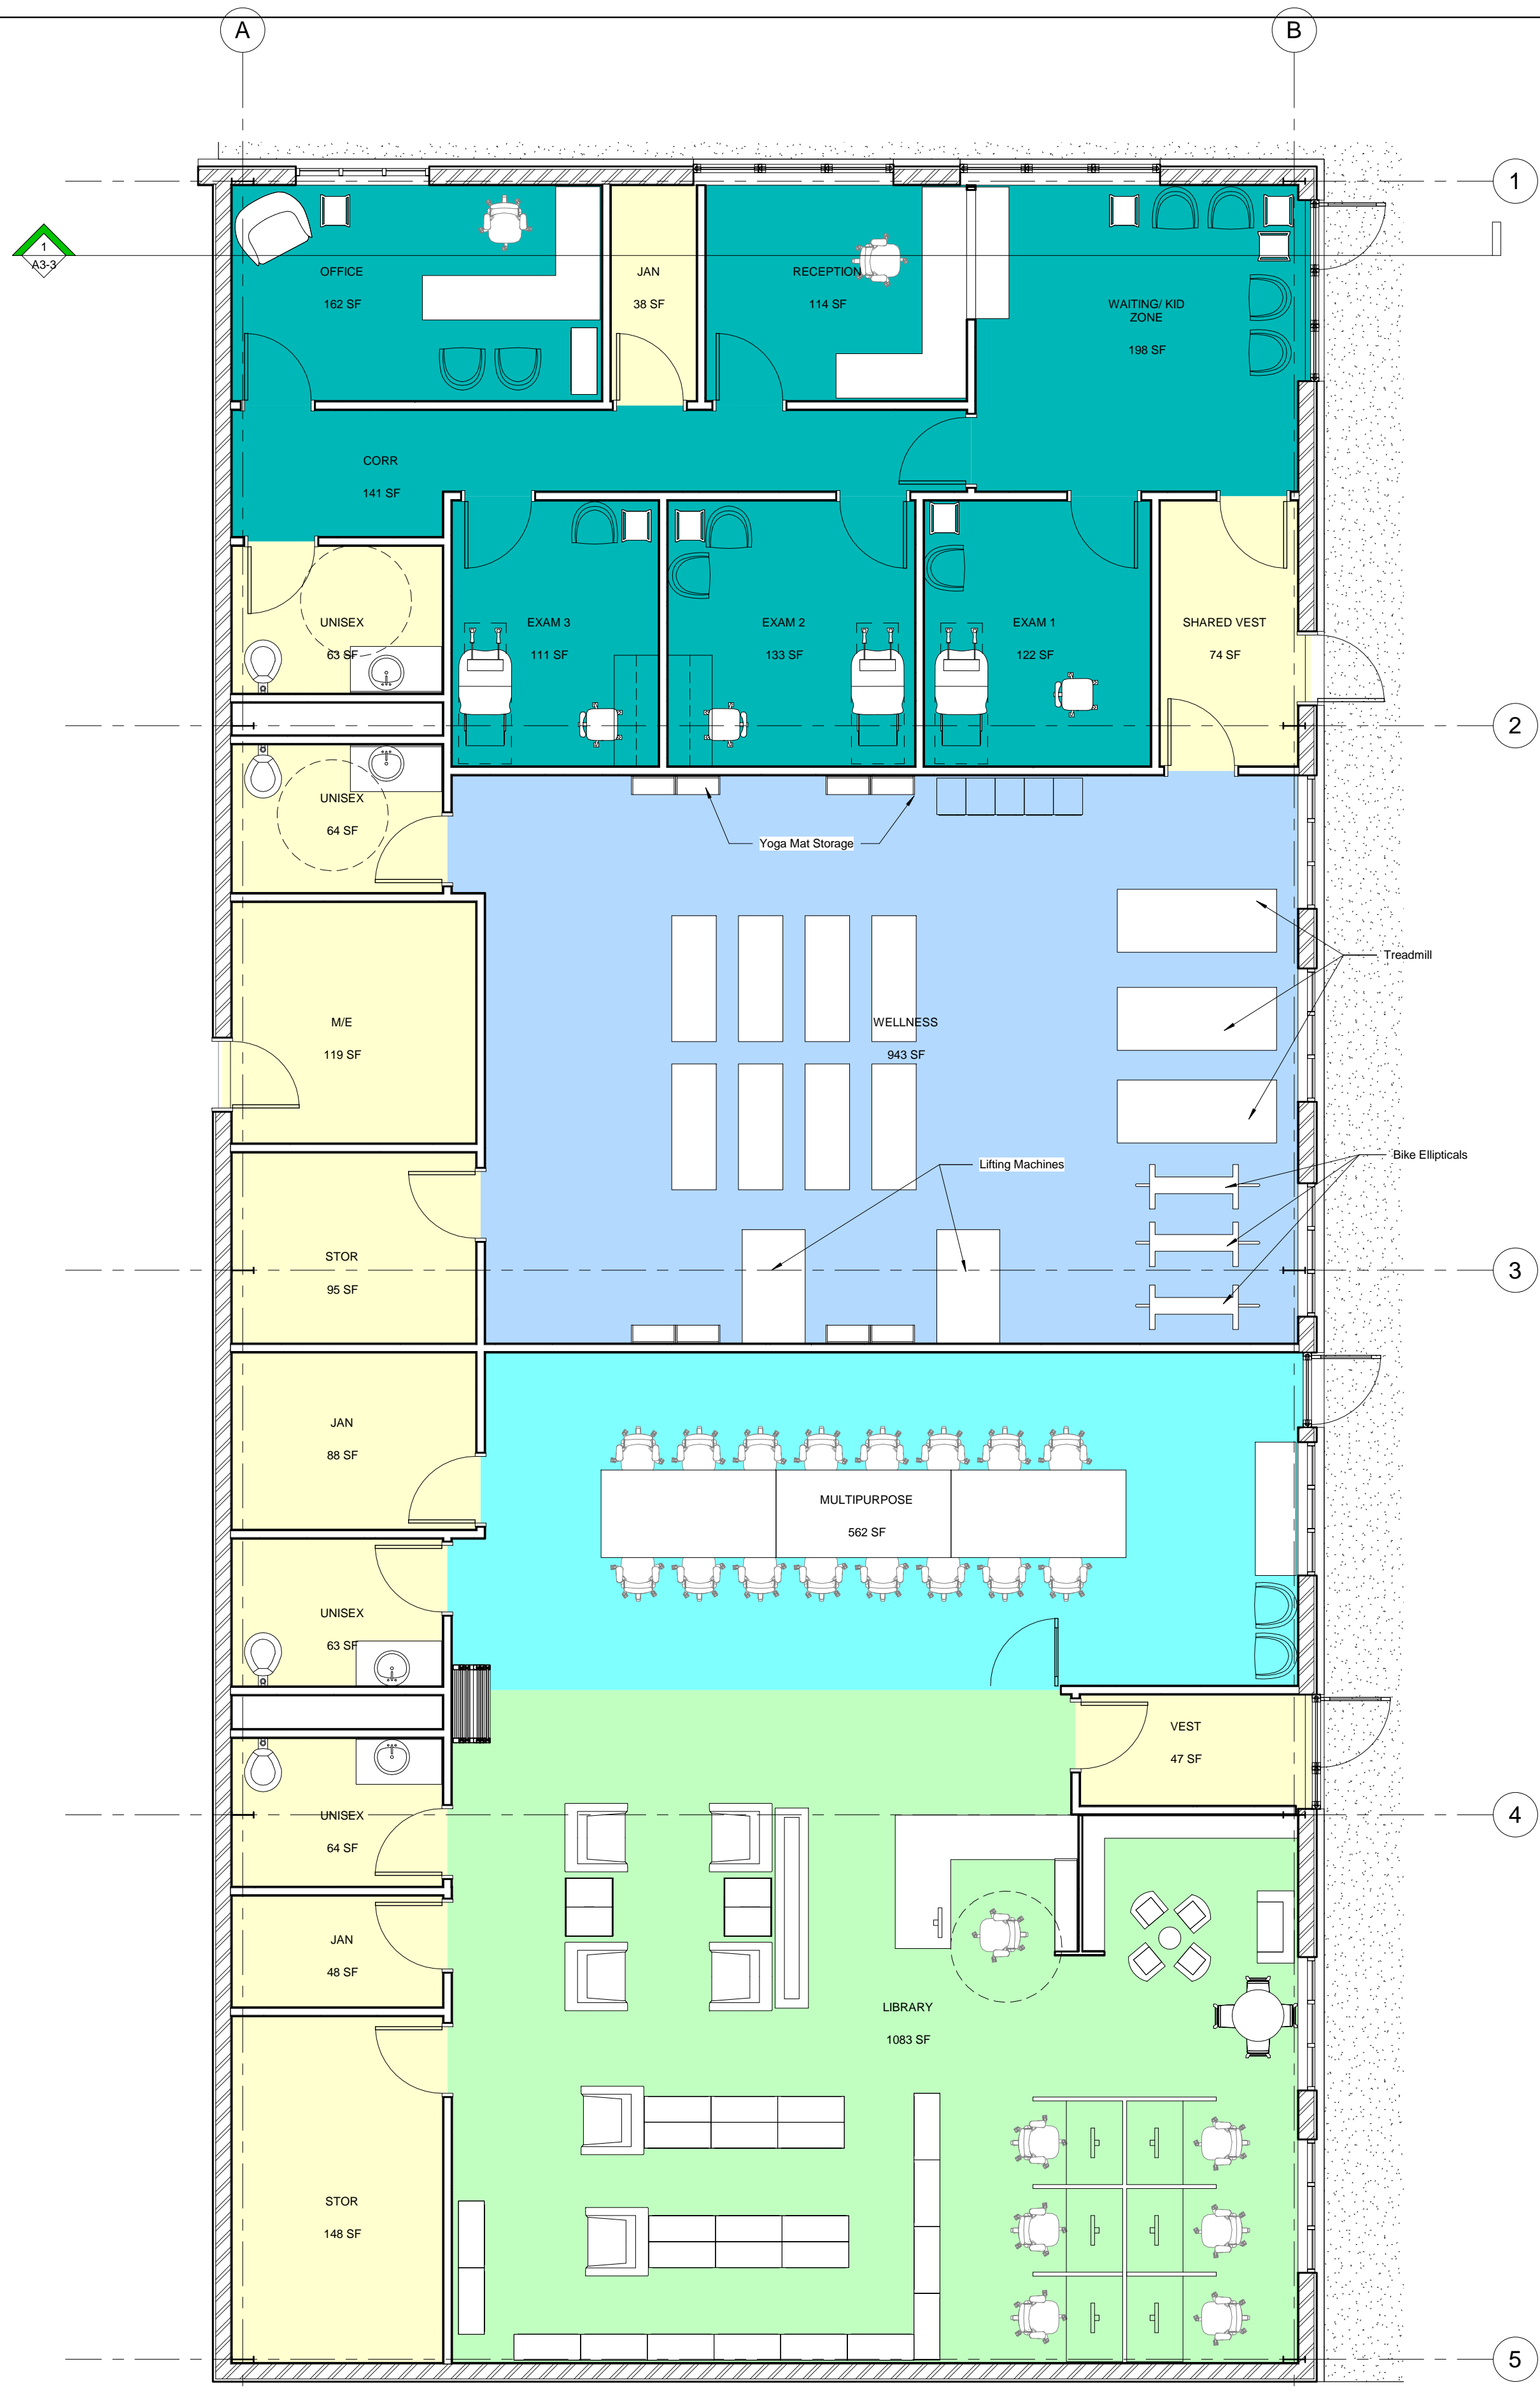 A
B
1
1
A3-3
OFFICE
162 SF
JAN
38 SF
RECEPTION
114 SF
WAITING/ KID
ZONE
198 SF
CORR
141 SF
UNISEX
63 SF
EXAM 3
111 SF
EXAM 2
133 SF
EXAM 1
122 SF
SHARED VEST
74 SF
2
UNISEX
64 SF
Yoga Mat Storage
Treadmill
M/E
119 SF
WELLNESS
943 SF
Lifting Machines
Bike Ellipticals
STOR
95 SF
3
JAN
88 SF
MULTIPURPOSE
562 SF
UNISEX
63 SF
VEST
47 SF
4
UNISEX
64 SF
JAN
48 SF
LIBRARY
1083 SF
STOR
148 SF
5